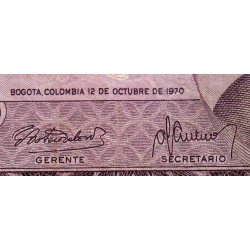 BOGOTA, COLOMBIA 12 DE OCTUBRE DE 1970
GERENTE SECRETARIO